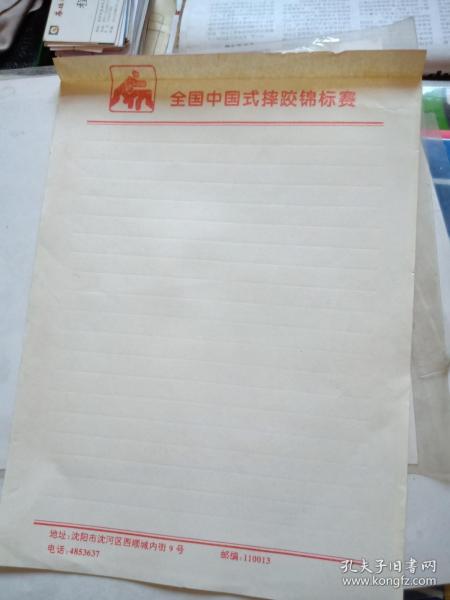 全国中国式摔跤锦标赛
地址：沈阳市沈河区西顺城内街9号
电话：4853637 邮编：110013
孔夫子旧书网
www.kongfz.com